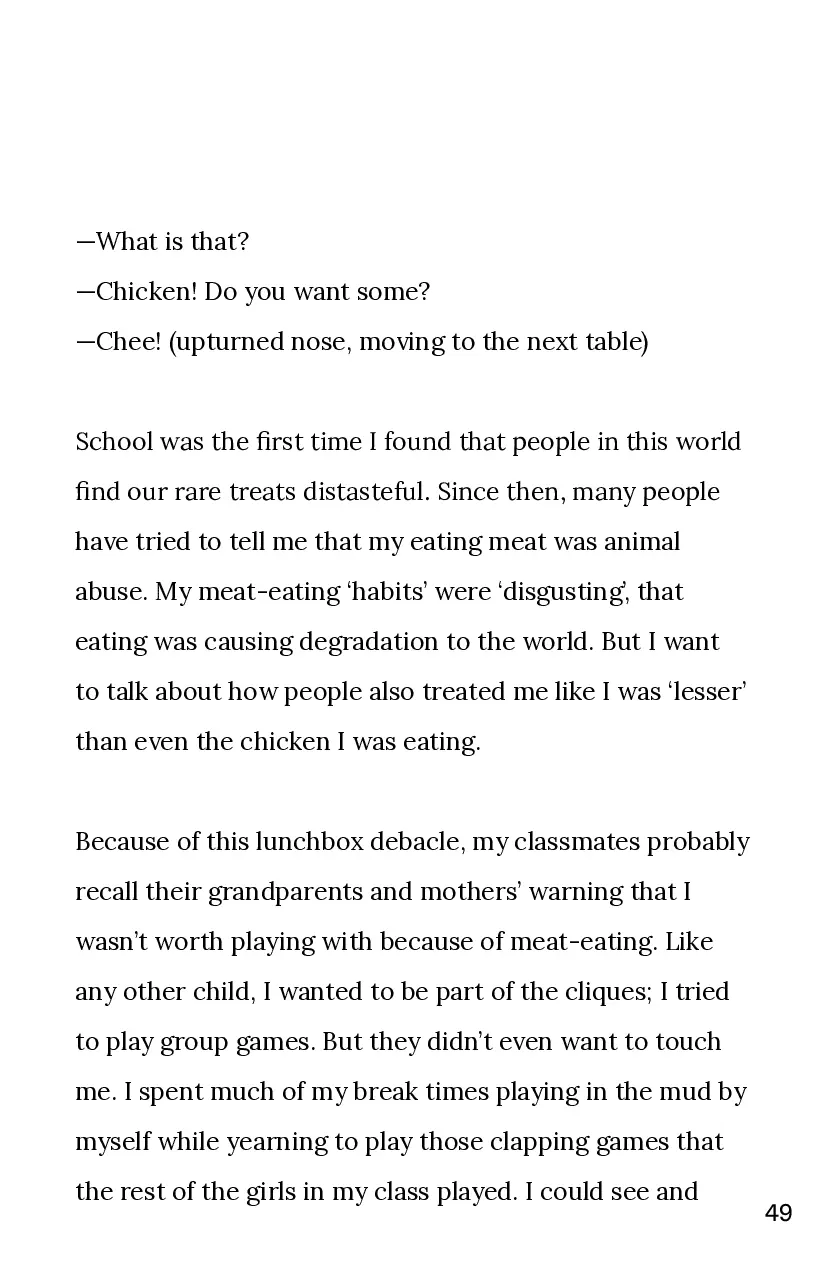 —What is that?
—Chicken! Do you want some?
—Chee! (upturned nose, moving to the next table)
School was the first time I found that people in this world
find our rare treats distasteful. Since then, many people
have tried to tell me that my eating meat was animal
abuse. My meat-eating ‘habits’ were ‘disgusting’, that
eating was causing degradation to the world. But I want
to talk about how people also treated me like I was ‘lesser’
than even the chicken I was eating.
Because of this lunchbox debacle, my classmates probably
recall their grandparents and mothers’ warning that I
wasn’t worth playing with because of meat-eating. Like
any other child, I wanted to be part of the cliques; I tried
to play group games. But they didn’t even want to touch
me. I spent much of my break times playing in the mud by
myself while yearning to play those clapping games that
the rest of the girls in my class played. I could see and
49